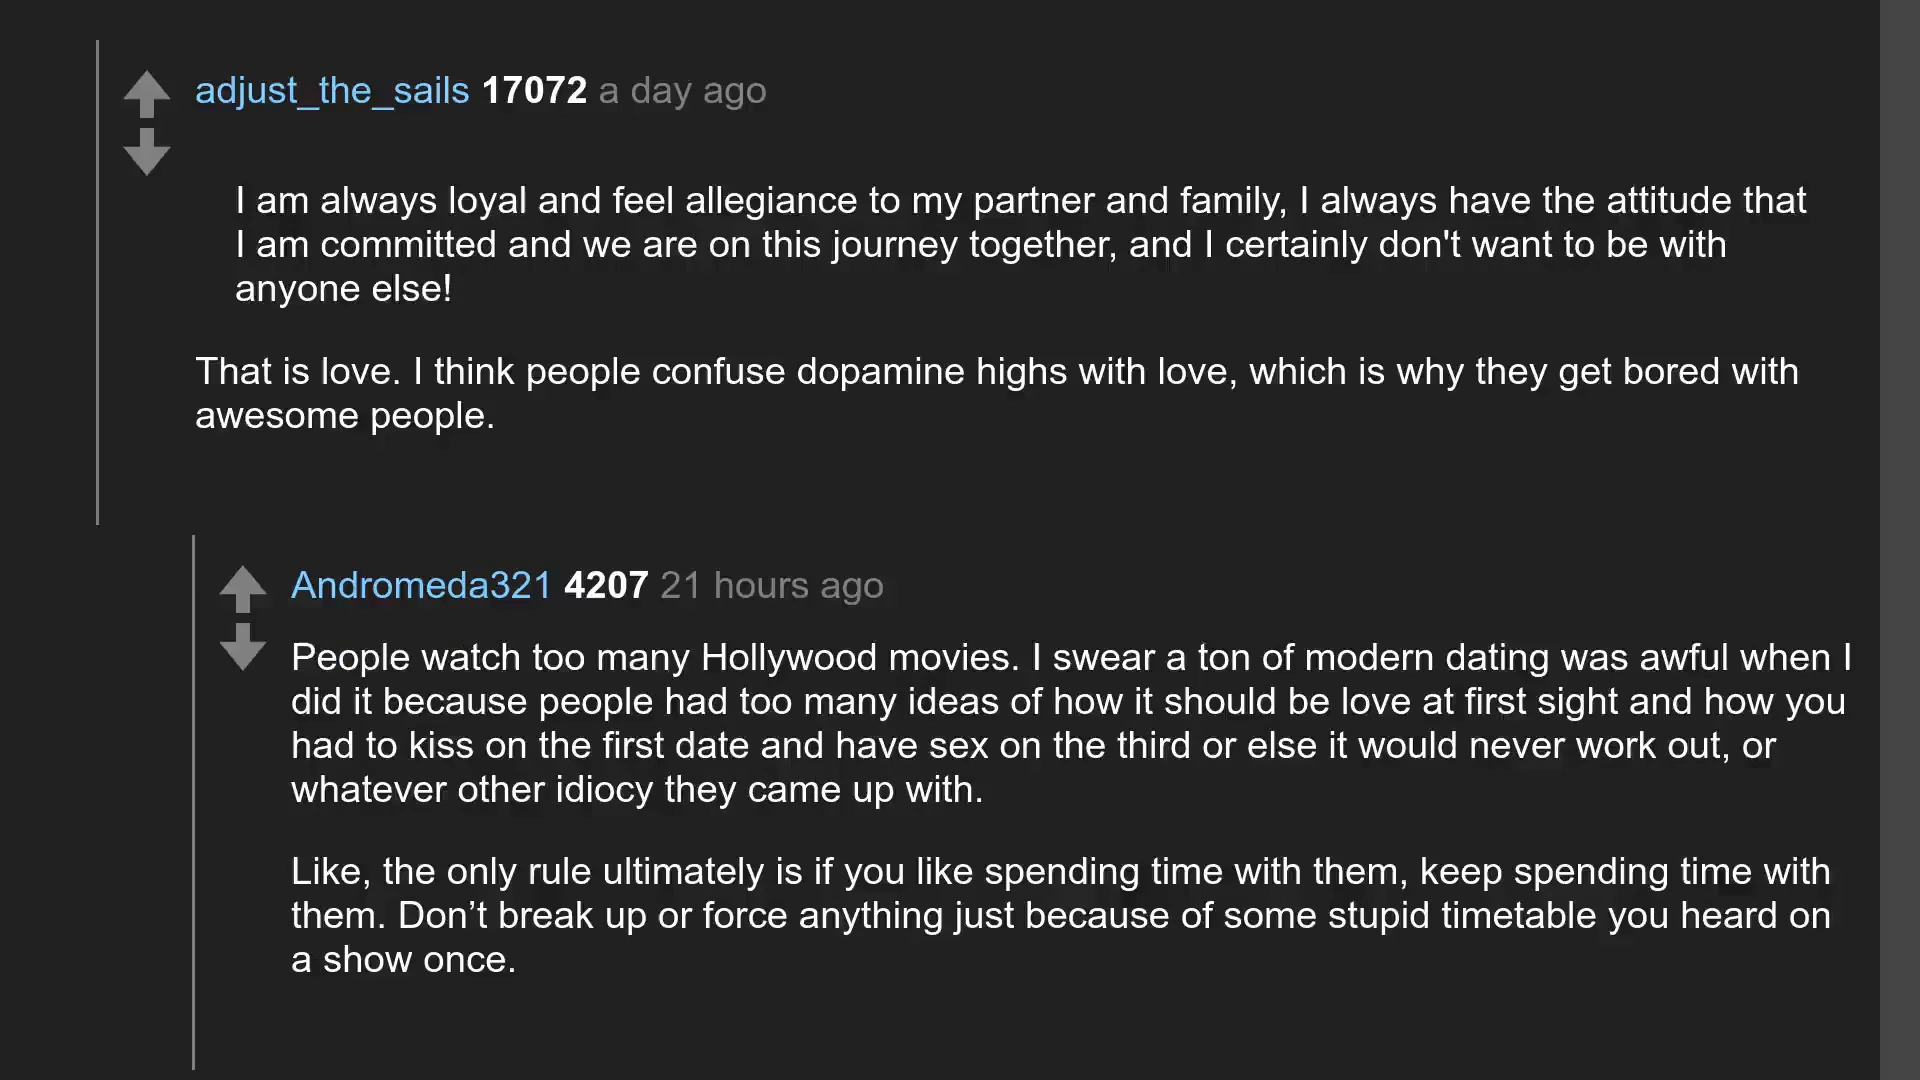 adjust_the_sails 17072 a day ago
I am always loyal and feel allegiance to my partner and family, I always have the attitude that
I am committed and we are on this journey together, and I certainly don't want to be with
anyone else!
That is love. I think people confuse dopamine highs with love, which is why they get bored with
awesome people.
Andromeda321 4207 21 hours ago
People watch too many Hollywood movies. I swear a ton of modern dating was awful when I
did it because people had too many ideas of how it should be love at first sight and how you
had to kiss on the first date and have sex on the third or else it would never work out, or
whatever other idiocy they came up with.
Like, the only rule ultimately is if you like spending time with them, keep spending time with
them. Don’t break up or force anything just because of some stupid timetable you heard on
a show once.